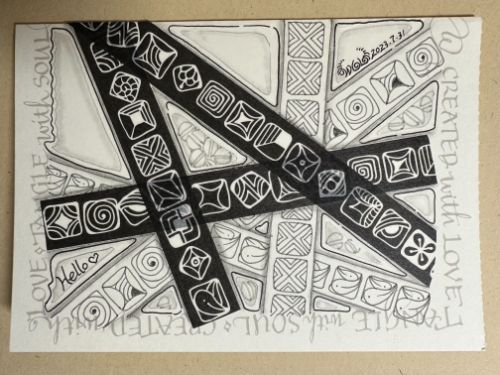 2023.7.31
CREATED with LOVE
TANGLE with SOUL
CREATED with
LOVE TANGLE with SOUL
Hello